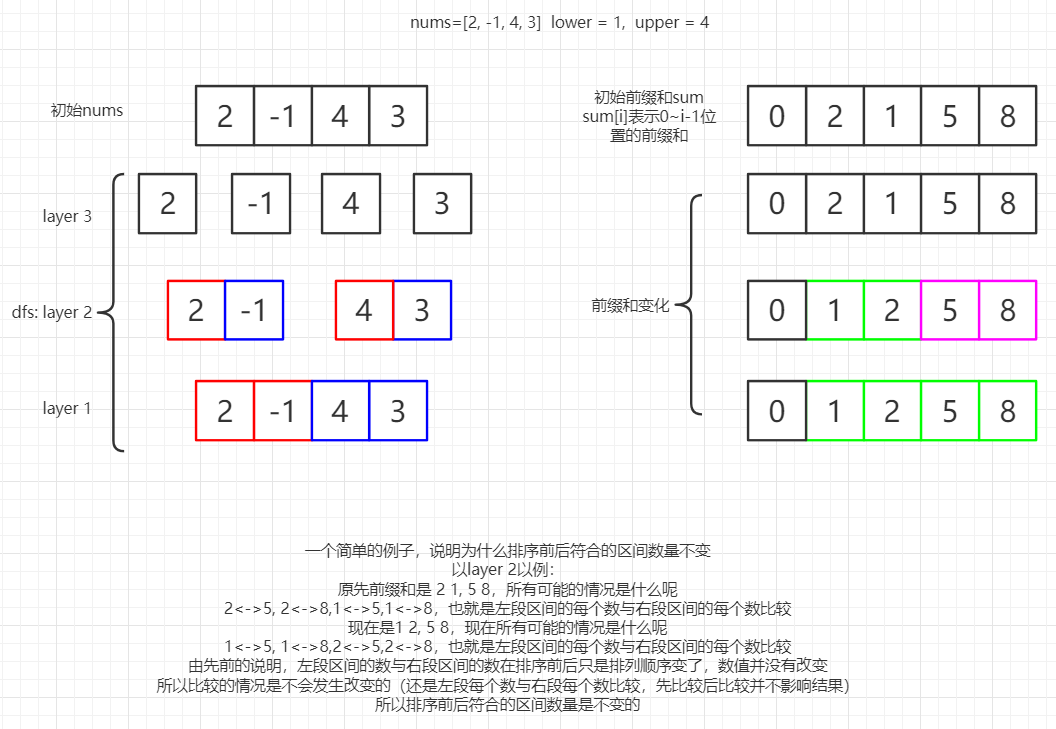 nums=[2, -1, 4, 3]  lower = 1,  upper = 4
初始nums
2 -1 4 3
初始前缀和sum
sum[i]表示0~i-1位
置的前缀和
0 2 1 5 8
layer 3
2 -1 4 3
0 2 1 5 8
dfs: layer 2
2 -1 4 3
前缀和变化
0 1 2 5 8
layer 1
2 -1 4 3
0 1 2 5 8
一个简单的例子，说明为什么排序前后符合的区间数量不变
以layer 2以例：
原先前缀和是 2 1, 5 8，所有可能的情况是什么呢
2<->5, 2<->8,1<->5,1<->8，也就是左段区间的每个数与右段区间的每个数比较
现在是1 2, 5 8，现在所有可能的情况是什么呢
1<->5, 1<->8,2<->5,2<->8，也就是左段区间的每个数与右段区间的每个数比较
由先前的说明，左段区间的数与右段区间的数在排序前后只是排列顺序变了，数值并没有改变
所以比较的情况是不会发生改变的（还是左段每个数与右段每个数比较，先比较后比较并不影响结果）
所以排序前后符合的区间数量是不变的